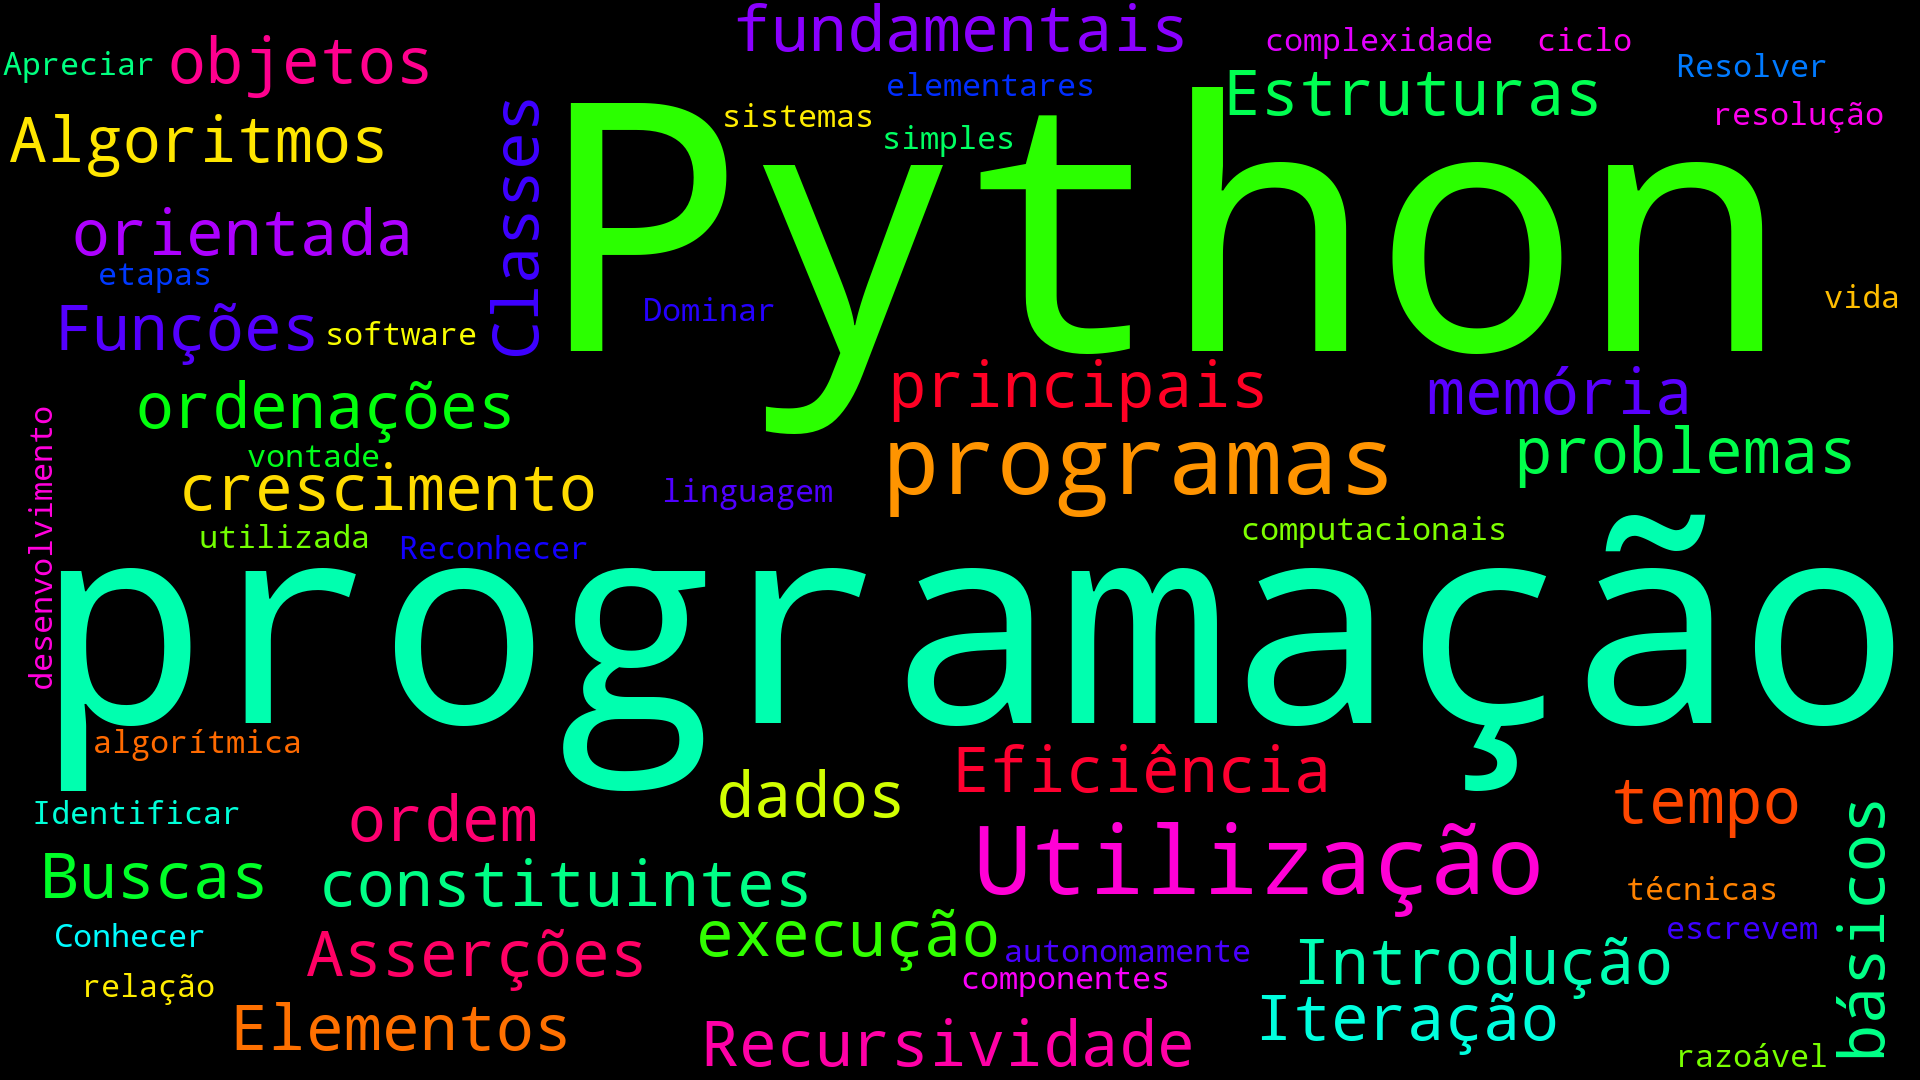 fundamentais
complexidade
ciclo
Apreciar
objetos
Resolver
elementares
Estruturas
sistemas
resolução
simples
Algoritmos
Classes
Python
orientada
etapas
Dominar
vida
Funções
software
principais
memória
ordenações
vontade
problemas
programas
crescimento
linguagem
utilizada
Reconhecer
computacionais
desenvolvimento
programação
algorítmica
Eficiência
dados
tempo
Identificar
ordem
Utilização
básicos
Buscas
constituintes
técnicas
Conhecer
execução
escrevem
Asserções
autonomamente
Introdução
relação
componentes
Elementos
Iteração
Recursividade
razoável